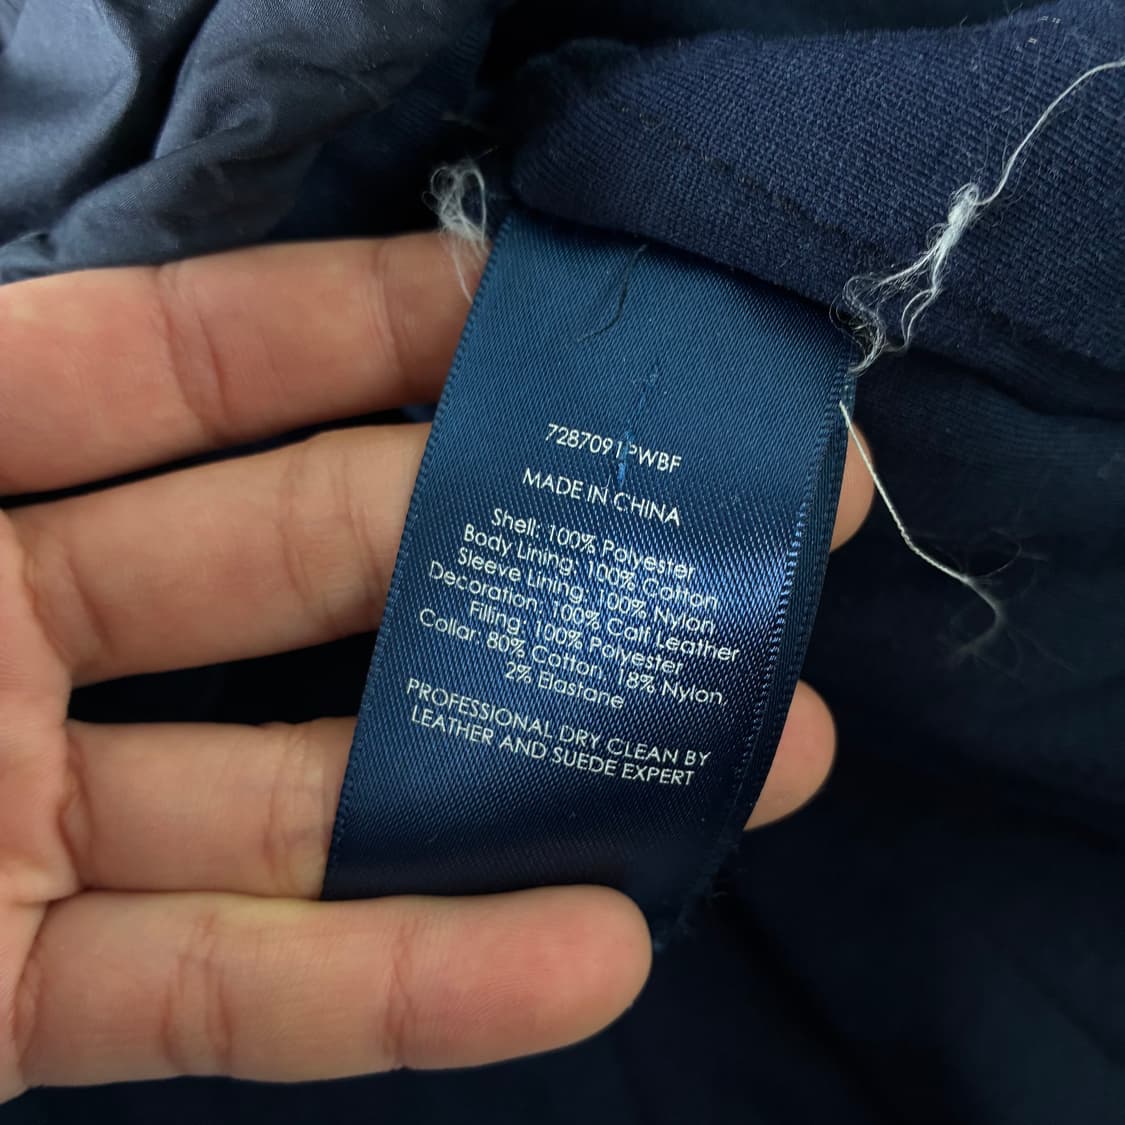 7287091PWBF
MADE IN CHINA
Shell: 100% Polyester
Body Lining: 100% Cotton
Sleeve Lining: 100% Nylon
Decoration: 100% Calf Leather
Filling: 100% Polyester
Collar: 80% Cotton, 18% Nylon,
2% Elastane
PROFESSIONAL DRY CLEAN BY
LEATHER AND SUEDE EXPERT